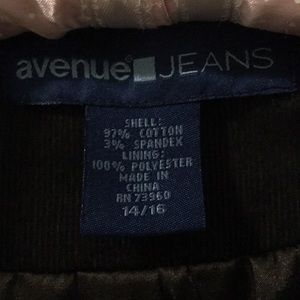 avenue® JEANS
SHELL:
97% COTTON
3% SPANDEX
LINING:
100% POLYESTER
MADE IN
CHINA
RN 73960
14/16